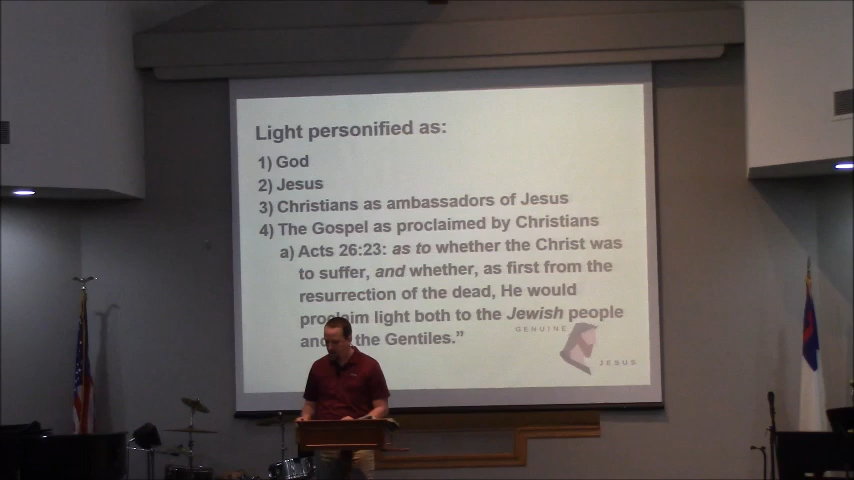 Light personified as:
1) God
2) Jesus
3) Christians as ambassadors of Jesus
4) The Gospel as proclaimed by Christians
a) Acts 26:23: as to whether the Christ was
to suffer, and whether, as first from the
resurrection of the dead, He would
proclaim light both to the Jewish people
and the Gentiles.”
GENUINE
JESUS